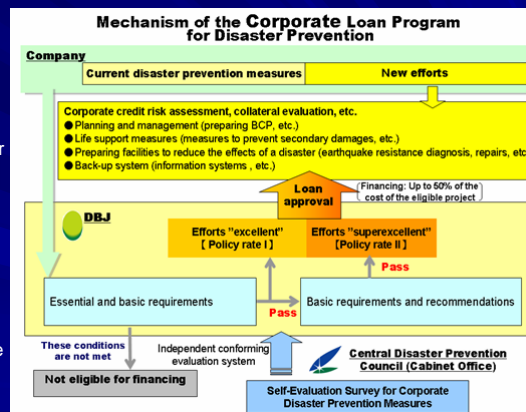 Mechanism of the Corporate Loan Program
for Disaster Prevention
Company
Current disaster prevention measures
New efforts
Corporate credit risk assessment, collateral evaluation, etc.
●Planning and management (preparing BCP, etc.)
●Life support measures (measures to prevent secondary damages, etc.)
●Preparing facilities to reduce the effects of a disaster (earthquake resistance diagnosis, repairs, etc
●Back-up system (information systems , etc.)
Loan
approval
(Financing: Up to 50% of the
cost of the eligible project)
DBJ
Efforts "excellent"
【 Policy rate I 】
Efforts "superexcellent"
【Policy rate II 】
Pass
Essential and basic requirements
Pass
Basic requirements and recommendations
These conditions
are not met
Independent conforming
evaluation system
Central Disaster Prevention
Council (Cabinet Office)
Not eligible for financing
Self-Evaluation Survey for Corporate
Disaster Prevention Measures